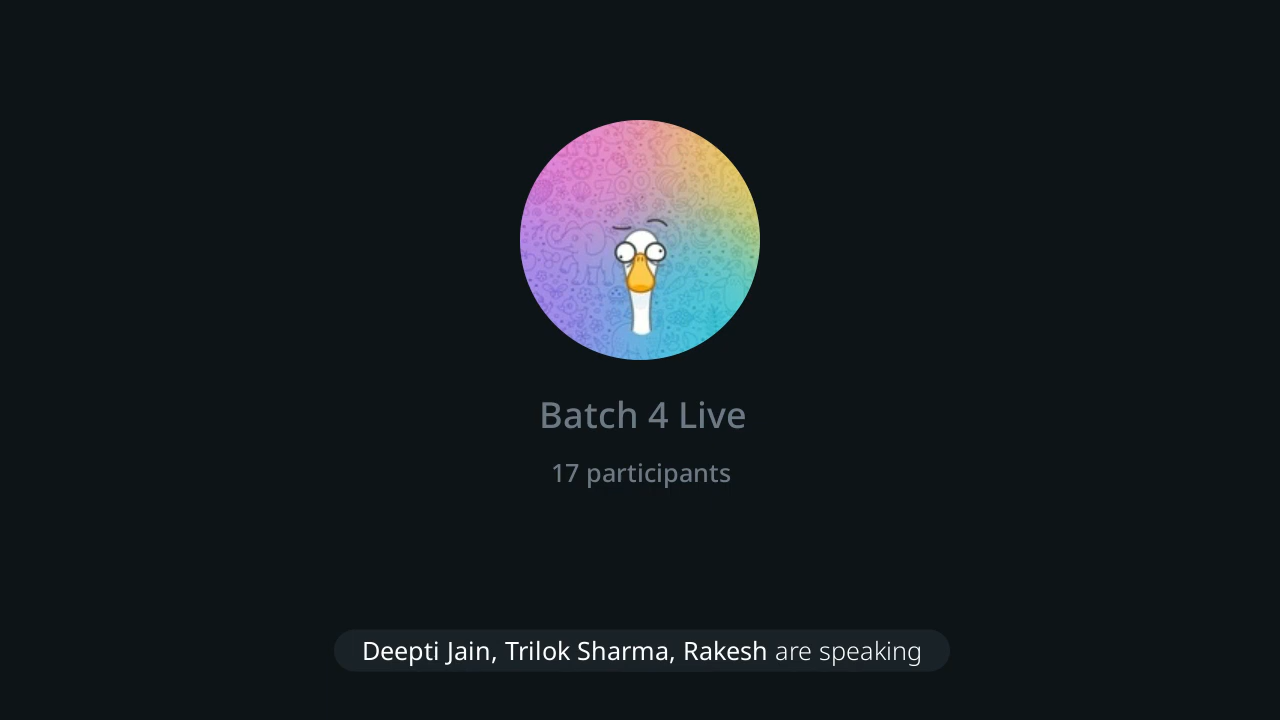 Batch 4 Live
17 participants
Deepti Jain, Trilok Sharma, Rakesh are speaking